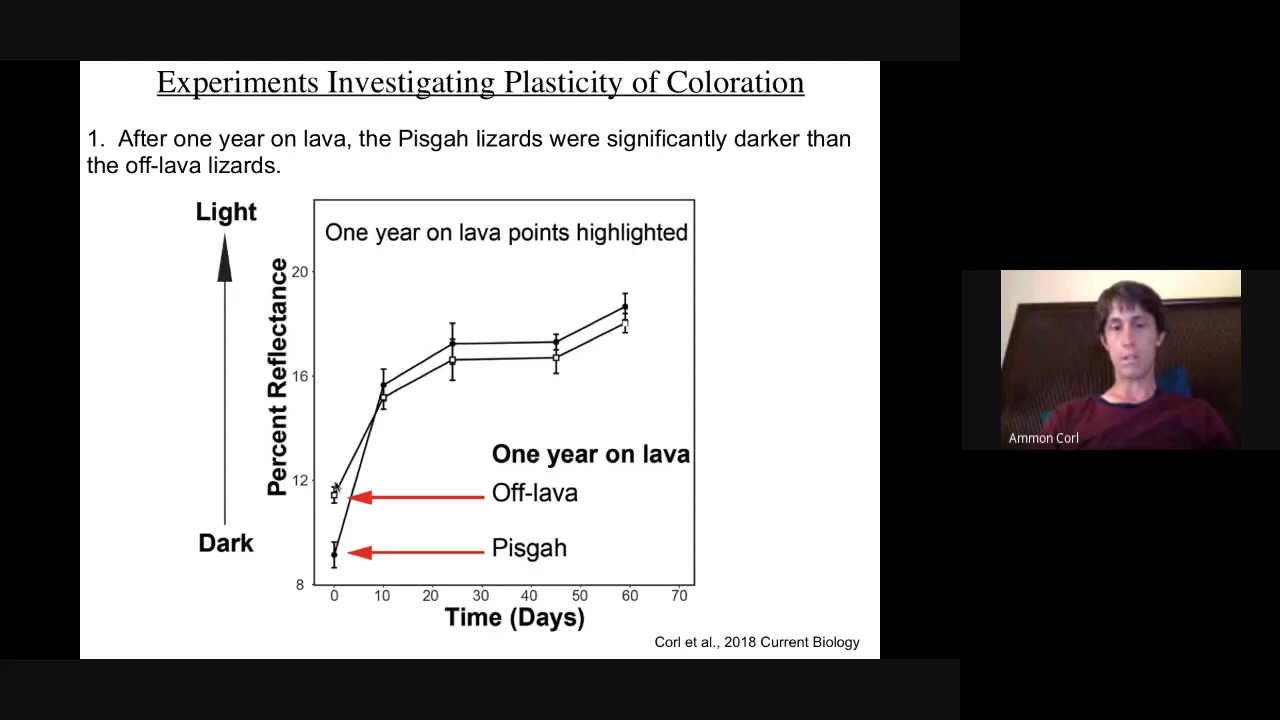 Experiments Investigating Plasticity of Coloration
1. After one year on lava, the Pisgah lizards were significantly darker than
the off-lava lizards.
Light
Dark
Percent Reflectance
20
16
12
8
One year on lava points highlighted
One year on lava
Off-lava
Pisgah
0 10 20 30 40 50 60 70
Time (Days)
Corl et al., 2018 Current Biology
Ammon Corl